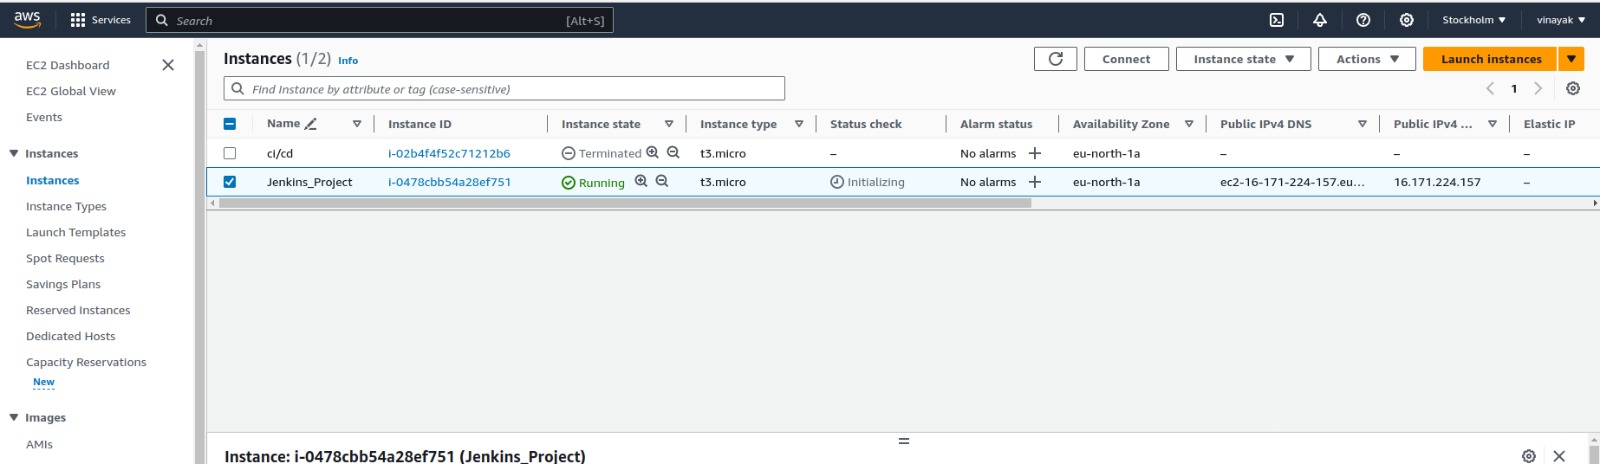 aws Services Search [Alt+S] Stockholm vinayak
EC2 Dashboard
EC2 Global View
Events
Instances
Instances
Instance Types
Launch Templates
Spot Requests
Savings Plans
Reserved Instances
Dedicated Hosts
Capacity Reservations
New
Images
AMIs
Instances (1/2) Info Connect Instance state Actions Launch instances
Find Instance by attribute or tag (case-sensitive) 1
Name Instance ID Instance state Instance type Status check Alarm status Availability Zone Public IPv4 DNS Public IPv4 ... Elastic IP
ci/cd i-02b4f4f52c71212b6 Terminated t3.micro – No alarms + eu-north-1a – – –
Jenkins_Project i-0478cbb54a28ef751 Running t3.micro Initializing No alarms + eu-north-1a ec2-16-171-224-157.eu... 16.171.224.157 –
Instance: i-0478cbb54a28ef751 (Jenkins_Project)